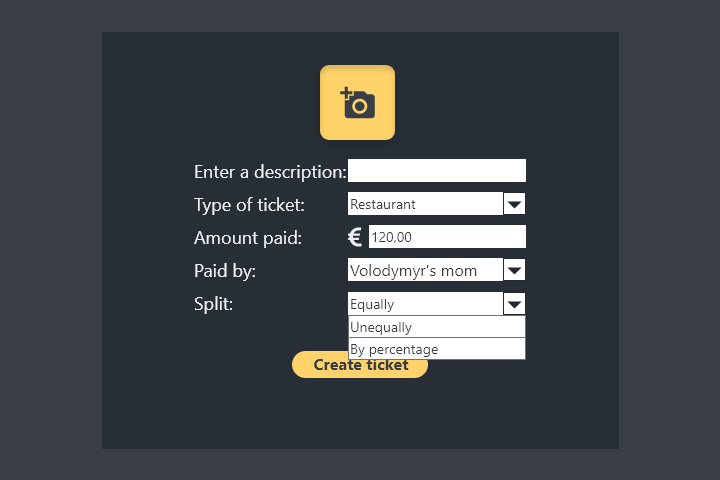 Enter a description:
Type of ticket: Restaurant
Amount paid: € 120,00
Paid by: Volodymyr's mom
Split: Equally
Unequally
By percentage
Create ticket